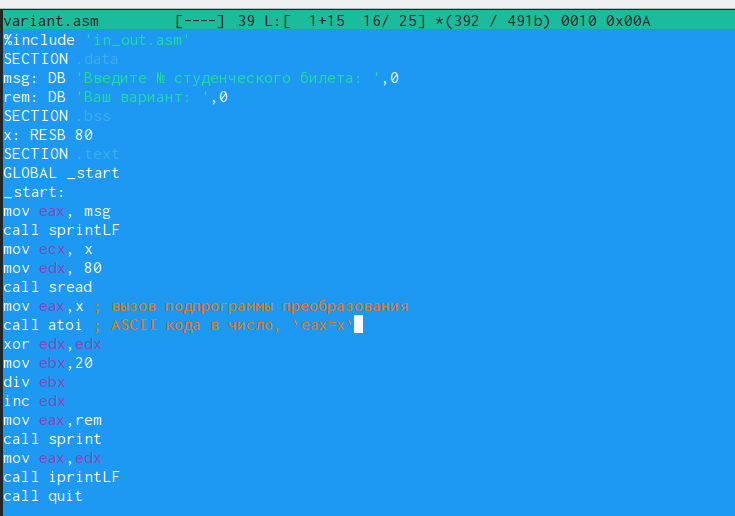 variant.asm [----] 39 L:[ 1+15 16/ 25] *(392 / 491b) 0010 0x00A
%include 'in_out.asm'
SECTION .data
msg: DB 'Введите № студенческого билета: ',0
rem: DB 'Ваш вариант: ',0
SECTION .bss
x: RESB 80
SECTION .text
GLOBAL _start
_start:
mov eax, msg
call sprintLF
mov ecx, x
mov edx, 80
call sread
mov eax,x ; вызов подпрограммы преобразования
call atoi ; ASCII кода в число, `eax=x`
xor edx,edx
mov ebx,20
div ebx
inc edx
mov eax,rem
call sprint
mov eax,edx
call iprintLF
call quit